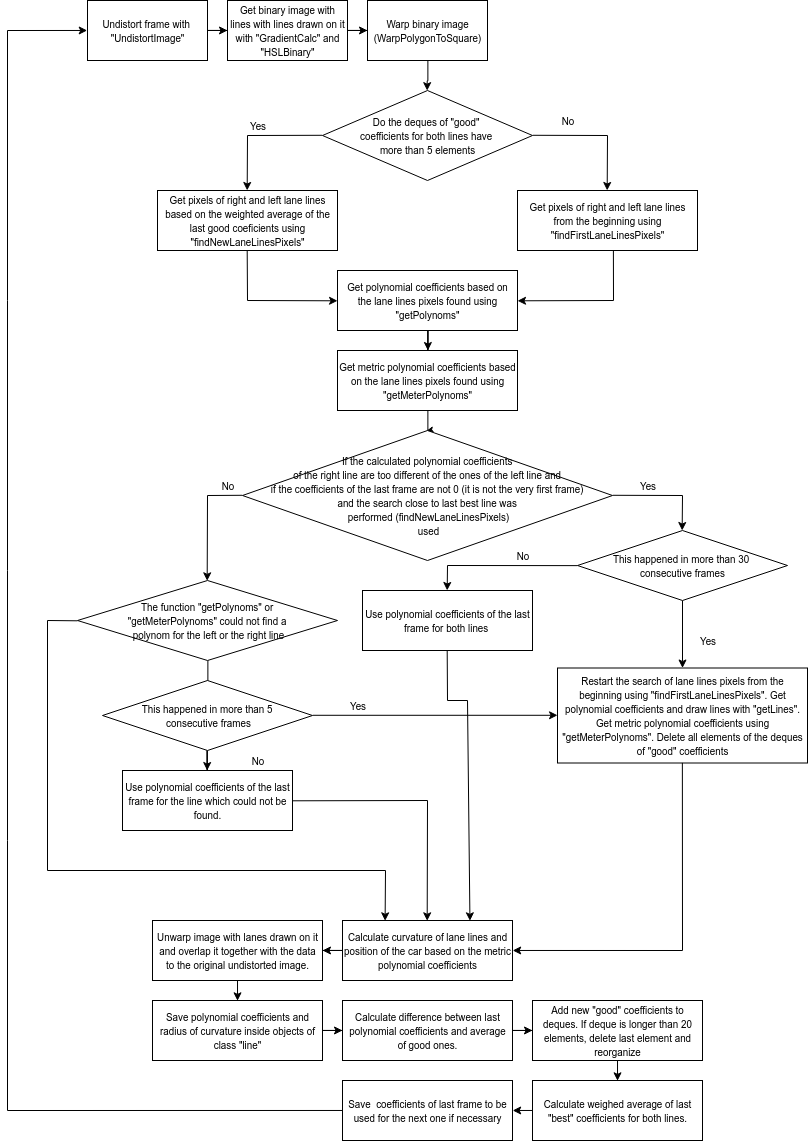 Undistort frame with
"UndistortImage"
Get binary image with
lines with lines drawn on it
with "GradientCalc" and
"HSLBinary"
Warp binary image
(WarpPolygonToSquare)
Do the deques of "good"
coefficients for both lines have
more than 5 elements
Yes
No
Get pixels of right and left lane lines
based on the weighted average of the
last good coeficients using
"findNewLaneLinesPixels"
Get pixels of right and left lane lines
from the beginning using
"findFirstLaneLinesPixels"
Get polynomial coefficients based on
the lane lines pixels found using
"getPolynoms"
Get metric polynomial coefficients based
on the lane lines pixels found using
"getMeterPolynoms"
If the calculated polynomial coefficients
of the right line are too different of the ones of the left line and
if the coefficients of the last frame are not 0 (it is not the very first frame)
and the search close to last best line was
performed (findNewLaneLinesPixels)
used
No
Yes
This happened in more than 30
consecutive frames
No
Yes
The function "getPolynoms" or
"getMeterPolynoms" could not find a
polynom for the left or the right line
Use polynomial coefficients of the last
frame for both lines
This happened in more than 5
consecutive frames
Yes
No
Restart the search of lane lines pixels from the
beginning using "findFirstLaneLinesPixels". Get
polynomial coefficients and draw lines with "getLines".
Get metric polynomial coefficients using
"getMeterPolynoms". Delete all elements of the deques
of "good" coefficients
Use polynomial coefficients of the last
frame for the line which could not be
found.
Unwarp image with lanes drawn on it
and overlap it together with the data
to the original undistorted image.
Calculate curvature of lane lines and
position of the car based on the metric
polynomial coefficients
Save polynomial coefficients and
radius of curvature inside objects of
class "line"
Calculate difference between last
polynomial coefficients and average
of good ones.
Add new "good" coefficients to
deques. If deque is longer than 20
elements, delete last element and
reorganize
Save  coefficients of last frame to be
used for the next one if necessary
Calculate weighed average of last
"best" coefficients for both lines.